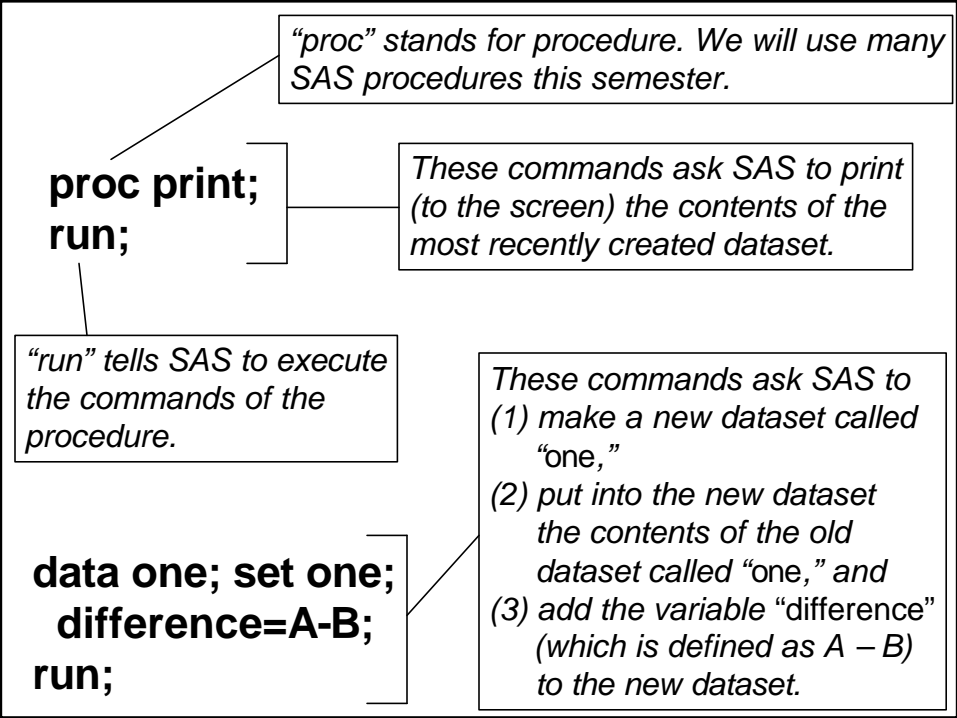 “proc” stands for procedure. We will use many
SAS procedures this semester.
proc print;
run;
These commands ask SAS to print
(to the screen) the contents of the
most recently created dataset.
“run” tells SAS to execute
the commands of the
procedure.
data one; set one;
difference=A-B;
run;
These commands ask SAS to
(1) make a new dataset called
“one,”
(2) put into the new dataset
the contents of the old
dataset called “one,” and
(3) add the variable “difference”
(which is defined as A – B)
to the new dataset.